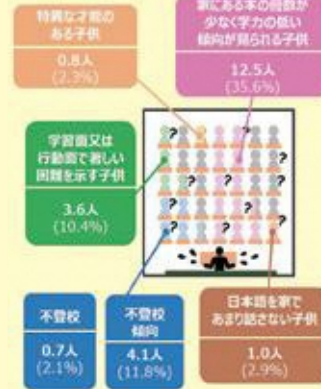 特異な才能の
ある子供
0.8人
(2.3%)
家にある本の冊数が
少なく学力の低い
傾向が見られる子供
12.5人
(35.6%)
学習面又は
行動面で著しい
困難を示す子供
3.6人
(10.4%)
? ? ? ? ? ? ? ? ? ?
不登校
0.7人
(2.1%)
不登校
傾向
4.1人
(11.8%)
日本語を家で
あまり話さない子供
1.0人
(2.9%)